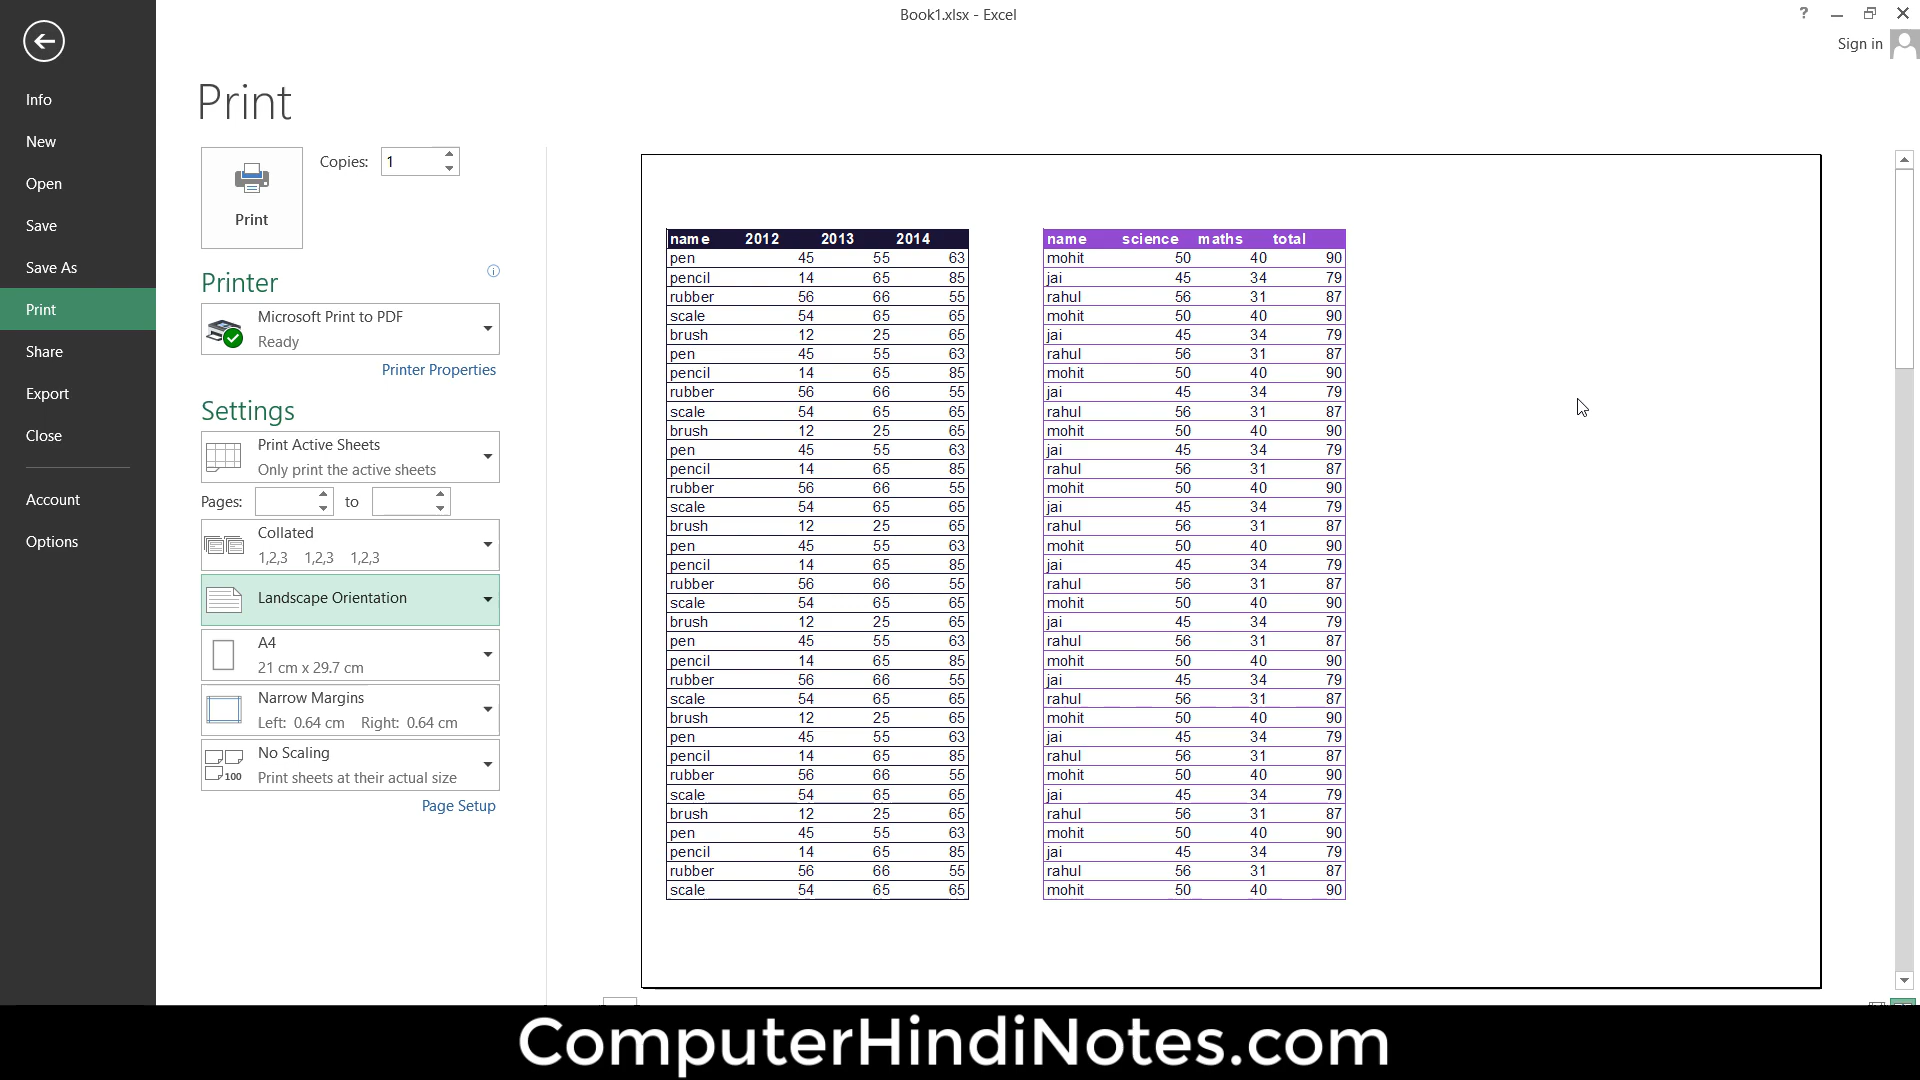 Book1.xlsx - Excel
?
Sign in
Info
New
Open
Save
Save As
Print
Share
Export
Close
Account
Options
Print
Print
Copies: 1
Printer
Microsoft Print to PDF
Ready
Printer Properties
Settings
Print Active Sheets
Only print the active sheets
Pages: to
Collated
1,2,3 1,2,3 1,2,3
Landscape Orientation
A4
21 cm x 29.7 cm
Narrow Margins
Left: 0.64 cm Right: 0.64 cm
100
No Scaling
Print sheets at their actual size
Page Setup
name 2012 2013 2014
pen 45 55 63
pencil 14 65 85
rubber 56 66 55
scale 54 65 65
brush 12 25 65
pen 45 55 63
pencil 14 65 85
rubber 56 66 55
scale 54 65 65
brush 12 25 65
pen 45 55 63
pencil 14 65 85
rubber 56 66 55
scale 54 65 65
brush 12 25 65
pen 45 55 63
pencil 14 65 85
rubber 56 66 55
scale 54 65 65
brush 12 25 65
pen 45 55 63
pencil 14 65 85
rubber 56 66 55
scale 54 65 65
brush 12 25 65
pen 45 55 63
pencil 14 65 85
rubber 56 66 55
scale 54 65 65
brush 12 25 65
pen 45 55 63
pencil 14 65 85
rubber 56 66 55
scale 54 65 65
name science maths total
mohit 50 40 90
jai 45 34 79
rahul 56 31 87
mohit 50 40 90
jai 45 34 79
rahul 56 31 87
mohit 50 40 90
jai 45 34 79
rahul 56 31 87
mohit 50 40 90
jai 45 34 79
rahul 56 31 87
mohit 50 40 90
jai 45 34 79
rahul 56 31 87
mohit 50 40 90
jai 45 34 79
rahul 56 31 87
mohit 50 40 90
jai 45 34 79
rahul 56 31 87
mohit 50 40 90
jai 45 34 79
rahul 56 31 87
mohit 50 40 90
jai 45 34 79
rahul 56 31 87
mohit 50 40 90
jai 45 34 79
rahul 56 31 87
mohit 50 40 90
jai 45 34 79
rahul 56 31 87
mohit 50 40 90
ComputerHindiNotes.com